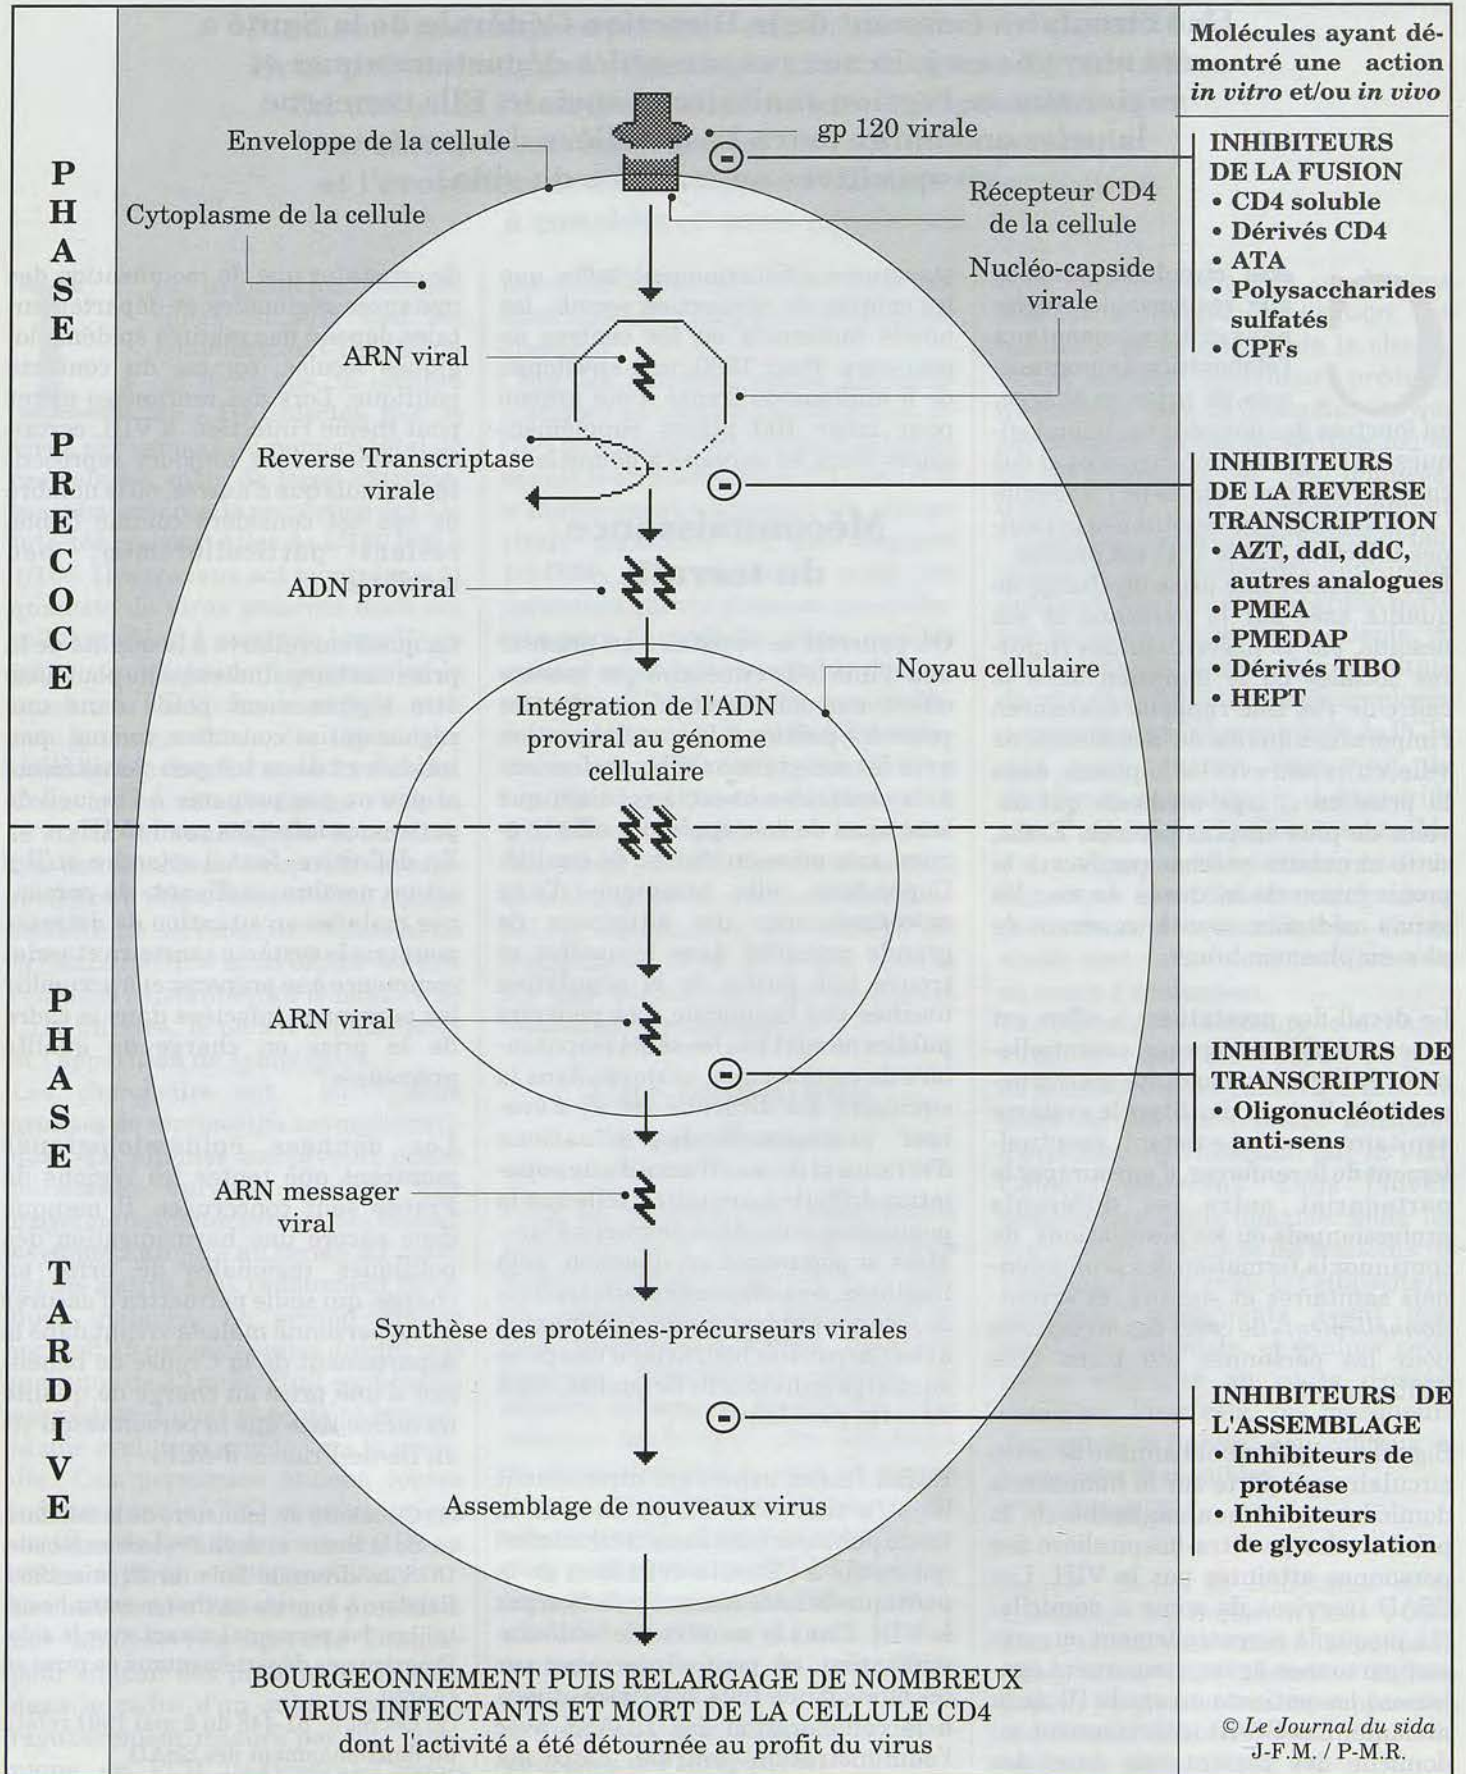 PHASE PRECOCE
PHASE TARDIVE
Enveloppe de la cellule
Cytoplasme de la cellule
gp 120 virale
Récepteur CD4
de la cellule
Nucléo-capside
virale
ARN viral
Reverse Transcriptase
virale
ADN proviral
Noyau cellulaire
Intégration de l'ADN
proviral au génome
cellulaire
ARN viral
ARN messager
viral
Synthèse des protéines-précurseurs virales
Assemblage de nouveaux virus
BOURGEONNEMENT PUIS RELARGAGE DE NOMBREUX
VIRUS INFECTANTS ET MORT DE LA CELLULE CD4
dont l'activité a été détournée au profit du virus
Molécules ayant dé-
montré une action
in vitro et/ou in vivo
INHIBITEURS
DE LA FUSION
• CD4 soluble
• Dérivés CD4
• ATA
• Polysaccharides
sulfatés
• CPFs
INHIBITEURS
DE LA REVERSE
TRANSCRIPTION
• AZT, ddI, ddC,
autres analogues
• PMEA
• PMEDAP
• Dérivés TIBO
• HEPT
INHIBITEURS DE
TRANSCRIPTION
• Oligonucléotides
anti-sens
INHIBITEURS DE
L'ASSEMBLAGE
• Inhibiteurs de
protéase
• Inhibiteurs
de glycosylation
© Le Journal du sida
J-F.M. / P-M.R.